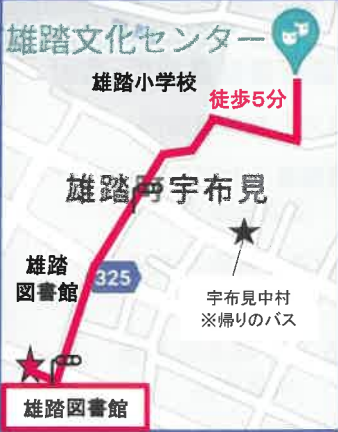 雄踏文化センター
雄踏小学校
徒歩5分
雄踏町宇布見
雄踏
図書館
325
宇布見中村
※帰りのバス
雄踏図書館